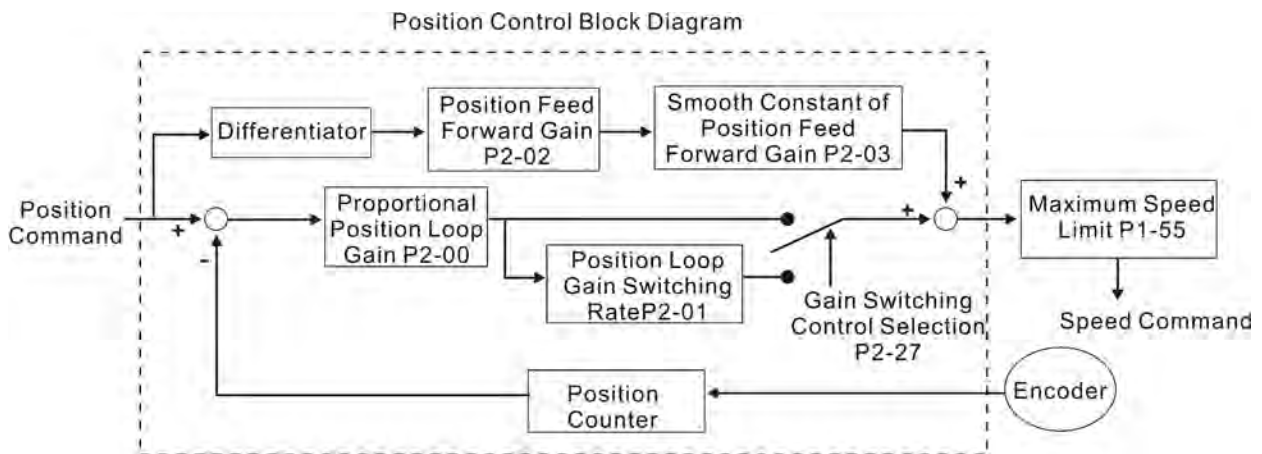 Position Control Block Diagram
Differentiator
Position Feed
Forward Gain
P2-02
Smooth Constant of
Position Feed
Forward Gain P2-03
+
Position
Command
+
-
Proportional
Position Loop
Gain P2-00
+
Maximum Speed
Limit P1-55
Position Loop
Gain Switching
RateP2-01
Gain Switching
Control Selection
P2-27
Speed Command
Position
Counter
Encoder